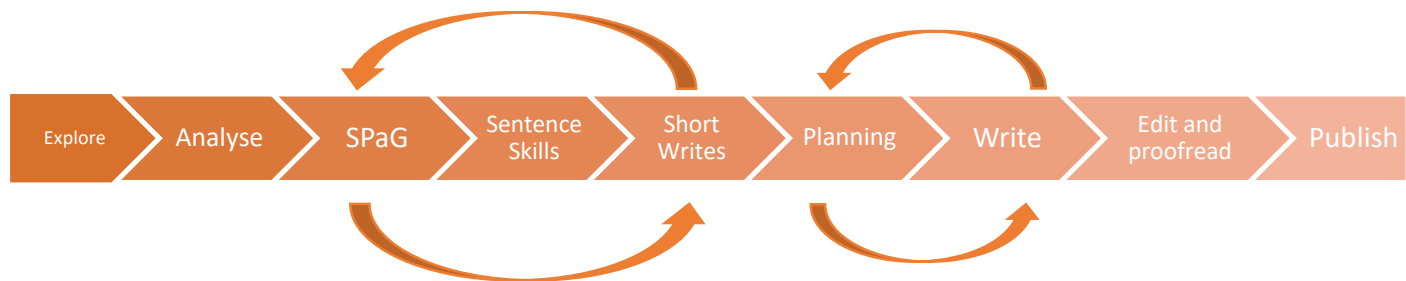 Explore
Analyse
SPaG
Sentence
Skills
Short
Writes
Planning
Write
Edit and
proofread
Publish